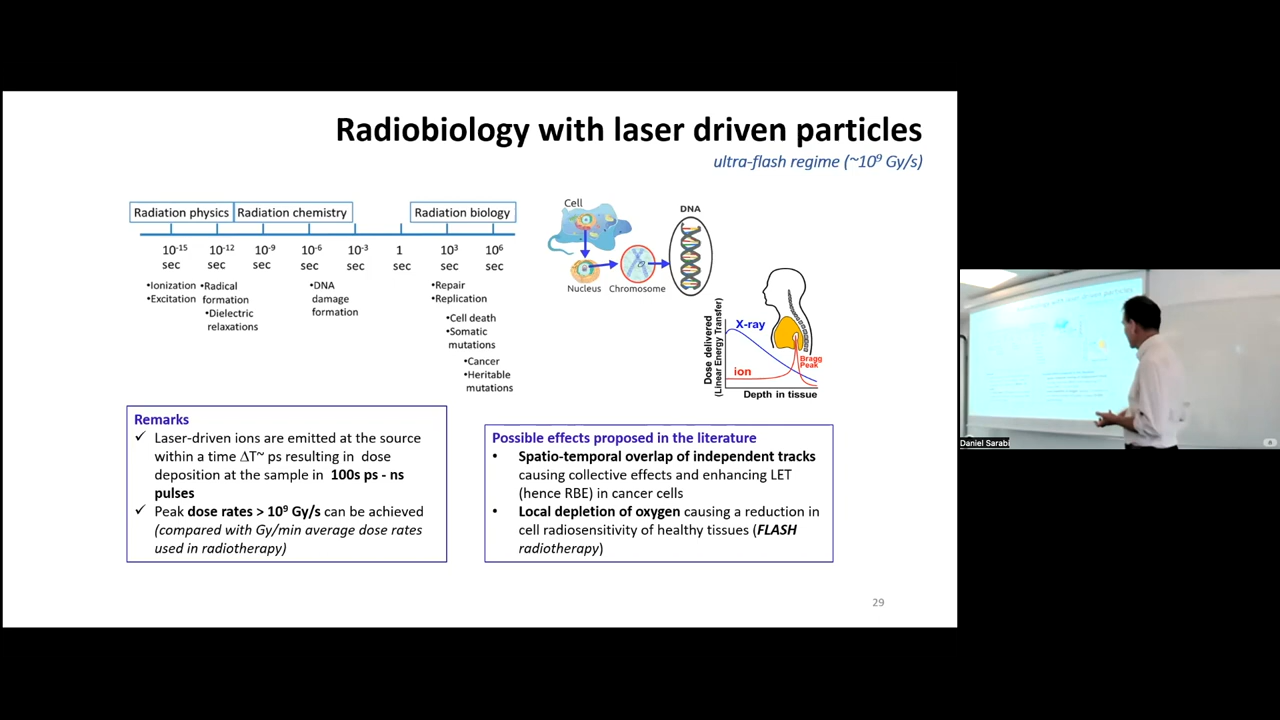 Radiobiology with laser driven particles
ultra-flash regime (~10⁹ Gy/s)
Radiation physics
Radiation chemistry
Radiation biology
10⁻¹⁵ sec
10⁻¹² sec
10⁻⁹ sec
10⁻⁶ sec
10⁻³ sec
1 sec
10³ sec
10⁶ sec
•Ionization
•Excitation
•Radical
formation
•Dielectric
relaxations
•DNA
damage
formation
•Repair
•Replication
•Cell death
•Somatic
mutations
•Cancer
•Heritable
mutations
Cell
Nucleus
Chromosome
DNA
Dose delivered
(Linear Energy Transfer)
X-ray
ion
Bragg
Peak
Depth in tissue
Remarks
✓ Laser-driven ions are emitted at the source
within a time ΔT~ ps resulting in dose
deposition at the sample in 100s ps - ns
pulses
✓ Peak dose rates > 10⁹ Gy/s can be achieved
(compared with Gy/min average dose rates
used in radiotherapy)
Possible effects proposed in the literature
• Spatio-temporal overlap of independent tracks
causing collective effects and enhancing LET
(hence RBE) in cancer cells
• Local depletion of oxygen causing a reduction in
cell radiosensitivity of healthy tissues (FLASH
radiotherapy)
29
Daniel Sarabi